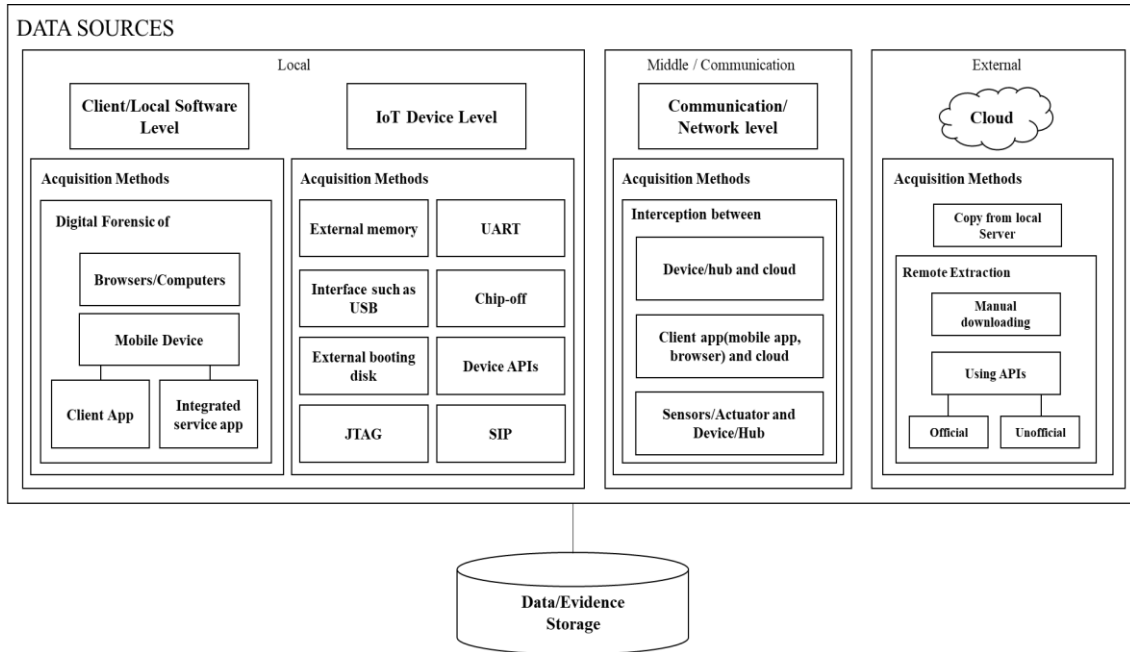 DATA SOURCES
Local
Client/Local Software
Level
IoT Device Level
Acquisition Methods
Digital Forensic of
Browsers/Computers
Mobile Device
Client App
Integrated
service app
Acquisition Methods
External memory
UART
Interface such as
USB
Chip-off
External booting
disk
Device APIs
JTAG
SIP
Middle / Communication
Communication/
Network level
Acquisition Methods
Interception between
Device/hub and cloud
Client app(mobile app,
browser) and cloud
Sensors/Actuator and
Device/Hub
External
Cloud
Acquisition Methods
Copy from local
Server
Remote Extraction
Manual
downloading
Using APIs
Official
Unofficial
Data/Evidence
Storage